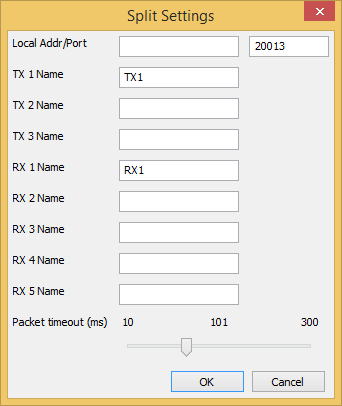 Split Settings
Local Addr/Port 20013
TX 1 Name TX1
TX 2 Name
TX 3 Name
RX 1 Name RX1
RX 2 Name
RX 3 Name
RX 4 Name
RX 5 Name
Packet timeout (ms) 10 101 300
OK Cancel